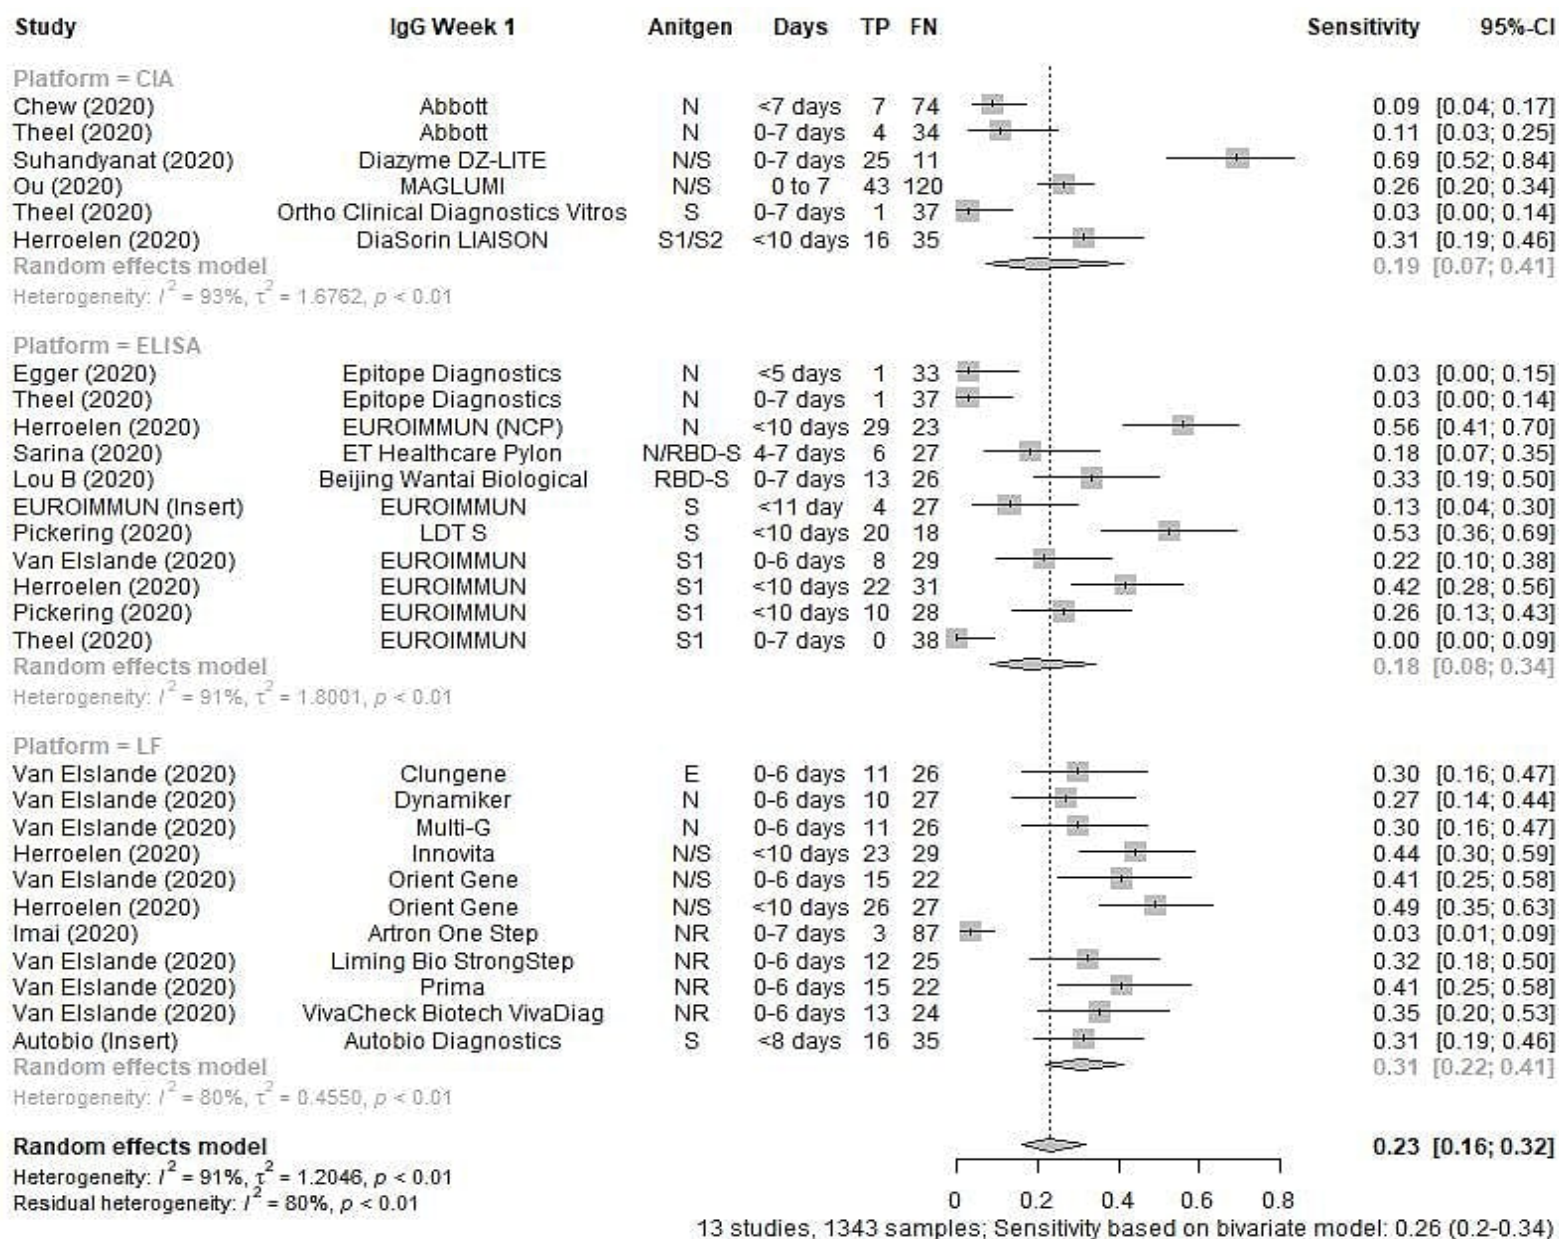 Study IgG Week 1 Anitgen Days TP FN Sensitivity 95%-CI
Platform = CIA
Chew (2020) Abbott N <7 days 7 74 0.09 [0.04; 0.17]
Theel (2020) Abbott N 0-7 days 4 34 0.11 [0.03; 0.25]
Suhandyanat (2020) Diazyme DZ-LITE N/S 0-7 days 25 11 0.69 [0.52; 0.84]
Ou (2020) MAGLUMI N/S 0 to 7 43 120 0.26 [0.20; 0.34]
Theel (2020) Ortho Clinical Diagnostics Vitros S 0-7 days 1 37 0.03 [0.00; 0.14]
Herroelen (2020) DiaSorin LIAISON S1/S2 <10 days 16 35 0.31 [0.19; 0.46]
Random effects model 0.19 [0.07; 0.41]
Heterogeneity: I² = 93%, τ² = 1.6762, p < 0.01
Platform = ELISA
Egger (2020) Epitope Diagnostics N <5 days 1 33 0.03 [0.00; 0.15]
Theel (2020) Epitope Diagnostics N 0-7 days 1 37 0.03 [0.00; 0.14]
Herroelen (2020) EUROIMMUN (NCP) N <10 days 29 23 0.56 [0.41; 0.70]
Sarina (2020) ET Healthcare Pylon N/RBD-S 4-7 days 6 27 0.18 [0.07; 0.35]
Lou B (2020) Beijing Wantai Biological RBD-S 0-7 days 13 26 0.33 [0.19; 0.50]
EUROIMMUN (Insert) EUROIMMUN S <11 day 4 27 0.13 [0.04; 0.30]
Pickering (2020) LDT S S <10 days 20 18 0.53 [0.36; 0.69]
Van Elslande (2020) EUROIMMUN S1 0-6 days 8 29 0.22 [0.10; 0.38]
Herroelen (2020) EUROIMMUN S1 <10 days 22 31 0.42 [0.28; 0.56]
Pickering (2020) EUROIMMUN S1 <10 days 10 28 0.26 [0.13; 0.43]
Theel (2020) EUROIMMUN S1 0-7 days 0 38 0.00 [0.00; 0.09]
Random effects model 0.18 [0.08; 0.34]
Heterogeneity: I² = 91%, τ² = 1.8001, p < 0.01
Platform = LF
Van Elslande (2020) Clungene E 0-6 days 11 26 0.30 [0.16; 0.47]
Van Elslande (2020) Dynamiker N 0-6 days 10 27 0.27 [0.14; 0.44]
Van Elslande (2020) Multi-G N 0-6 days 11 26 0.30 [0.16; 0.47]
Herroelen (2020) Innovita N/S <10 days 23 29 0.44 [0.30; 0.59]
Van Elslande (2020) Orient Gene N/S 0-6 days 15 22 0.41 [0.25; 0.58]
Herroelen (2020) Orient Gene N/S <10 days 26 27 0.49 [0.35; 0.63]
Imai (2020) Artron One Step NR 0-7 days 3 87 0.03 [0.01; 0.09]
Van Elslande (2020) Liming Bio StrongStep NR 0-6 days 12 25 0.32 [0.18; 0.50]
Van Elslande (2020) Prima NR 0-6 days 15 22 0.41 [0.25; 0.58]
Van Elslande (2020) VivaCheck Biotech VivaDiag NR 0-6 days 13 24 0.35 [0.20; 0.53]
Autobio (Insert) Autobio Diagnostics S <8 days 16 35 0.31 [0.19; 0.46]
Random effects model 0.31 [0.22; 0.41]
Heterogeneity: I² = 80%, τ² = 0.4550, p < 0.01
Random effects model 0.23 [0.16; 0.32]
Heterogeneity: I² = 91%, τ² = 1.2046, p < 0.01
Residual heterogeneity: I² = 80%, p < 0.01
0 0.2 0.4 0.6 0.8
13 studies, 1343 samples; Sensitivity based on bivariate model: 0.26 (0.2-0.34)